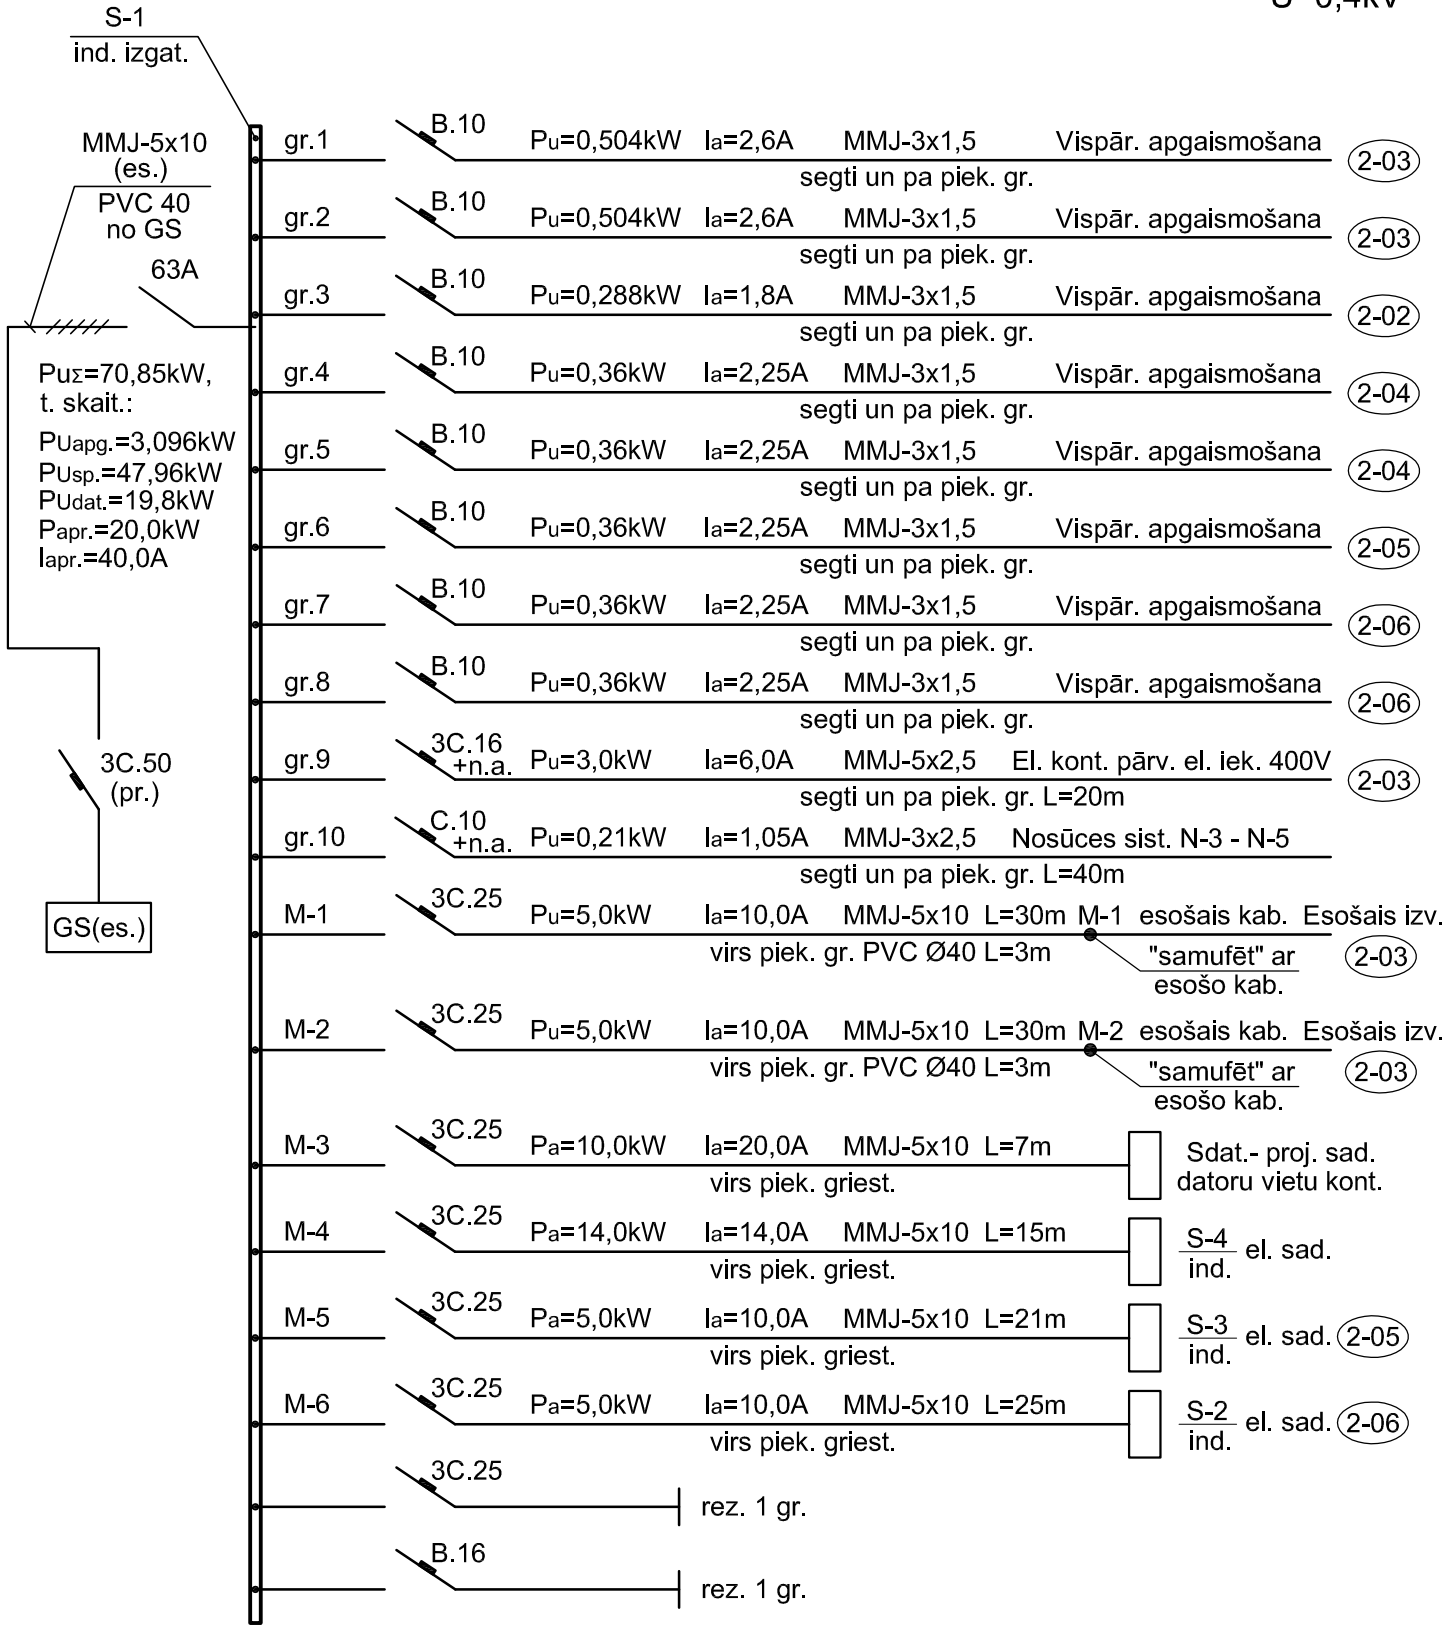 S-1
ind. izgat.
MMJ-5x10
(es.)
PVC 40
no GS
63A
PuΣ=70,85kW,
t. skait.:
PUapg.=3,096kW
PUsp.=47,96kW
PUdat.=19,8kW
Papr.=20,0kW
Iapr.=40,0A
3C.50
(pr.)
GS(es.)
gr.1 B.10 Pu=0,504kW Ia=2,6A MMJ-3x1,5 Vispār. apgaismošana 2-03
segti un pa piek. gr.
gr.2 B.10 Pu=0,504kW Ia=2,6A MMJ-3x1,5 Vispār. apgaismošana 2-03
segti un pa piek. gr.
gr.3 B.10 Pu=0,288kW Ia=1,8A MMJ-3x1,5 Vispār. apgaismošana 2-02
segti un pa piek. gr.
gr.4 B.10 Pu=0,36kW Ia=2,25A MMJ-3x1,5 Vispār. apgaismošana 2-04
segti un pa piek. gr.
gr.5 B.10 Pu=0,36kW Ia=2,25A MMJ-3x1,5 Vispār. apgaismošana 2-04
segti un pa piek. gr.
gr.6 B.10 Pu=0,36kW Ia=2,25A MMJ-3x1,5 Vispār. apgaismošana 2-05
segti un pa piek. gr.
gr.7 B.10 Pu=0,36kW Ia=2,25A MMJ-3x1,5 Vispār. apgaismošana 2-06
segti un pa piek. gr.
gr.8 B.10 Pu=0,36kW Ia=2,25A MMJ-3x1,5 Vispār. apgaismošana 2-06
segti un pa piek. gr.
gr.9 3C.16 +n.a. Pu=3,0kW Ia=6,0A MMJ-5x2,5 El. kont. pārv. el. iek. 400V 2-03
segti un pa piek. gr. L=20m
gr.10 C.10 +n.a. Pu=0,21kW Ia=1,05A MMJ-3x2,5 Nosūces sist. N-3 - N-5
segti un pa piek. gr. L=40m
M-1 3C.25 Pu=5,0kW Ia=10,0A MMJ-5x10 L=30m M-1 esošais kab. Esošais izv.
virs piek. gr. PVC Ø40 L=3m "samufēt" ar 2-03
esošo kab.
M-2 3C.25 Pu=5,0kW Ia=10,0A MMJ-5x10 L=30m M-2 esošais kab. Esošais izv.
virs piek. gr. PVC Ø40 L=3m "samufēt" ar 2-03
esošo kab.
M-3 3C.25 Pa=10,0kW Ia=20,0A MMJ-5x10 L=7m Sdat.- proj. sad.
virs piek. griest. datoru vietu kont.
M-4 3C.25 Pa=14,0kW Ia=14,0A MMJ-5x10 L=15m S-4 el. sad.
virs piek. griest. ind.
M-5 3C.25 Pa=5,0kW Ia=10,0A MMJ-5x10 L=21m S-3 el. sad. 2-05
virs piek. griest. ind.
M-6 3C.25 Pa=5,0kW Ia=10,0A MMJ-5x10 L=25m S-2 el. sad. 2-06
virs piek. griest. ind.
3C.25 rez. 1 gr.
B.16 rez. 1 gr.